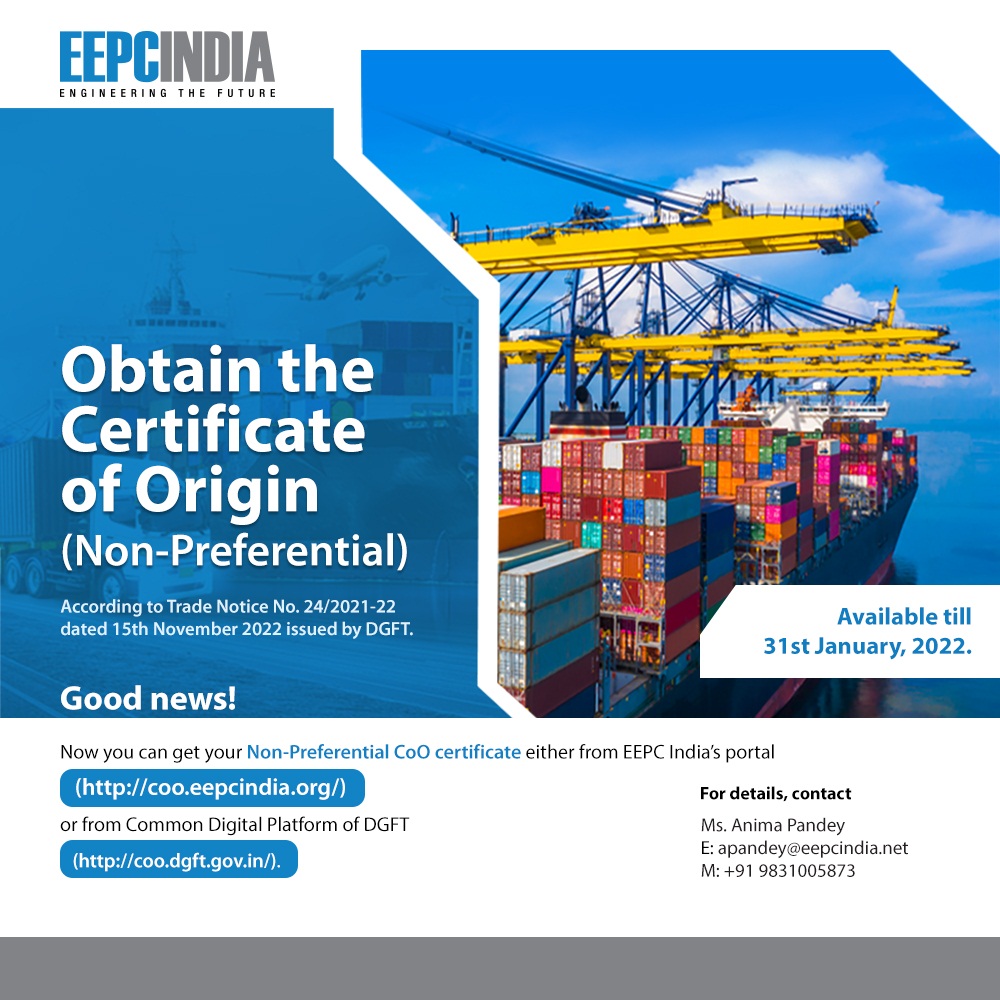 EEPCINDIA
ENGINEERING THE FUTURE
Obtain the
Certificate
of Origin
(Non-Preferential)
According to Trade Notice No. 24/2021-22
dated 15th November 2022 issued by DGFT.
Available till
31st January, 2022.
Good news!
Now you can get your Non-Preferential CoO certificate either from EEPC India's portal
(http://coo.eepcindia.org/)
or from Common Digital Platform of DGFT
(http://coo.dgft.gov.in/).
For details, contact
Ms. Anima Pandey
E: apandey@eepcindia.net
M: +91 9831005873